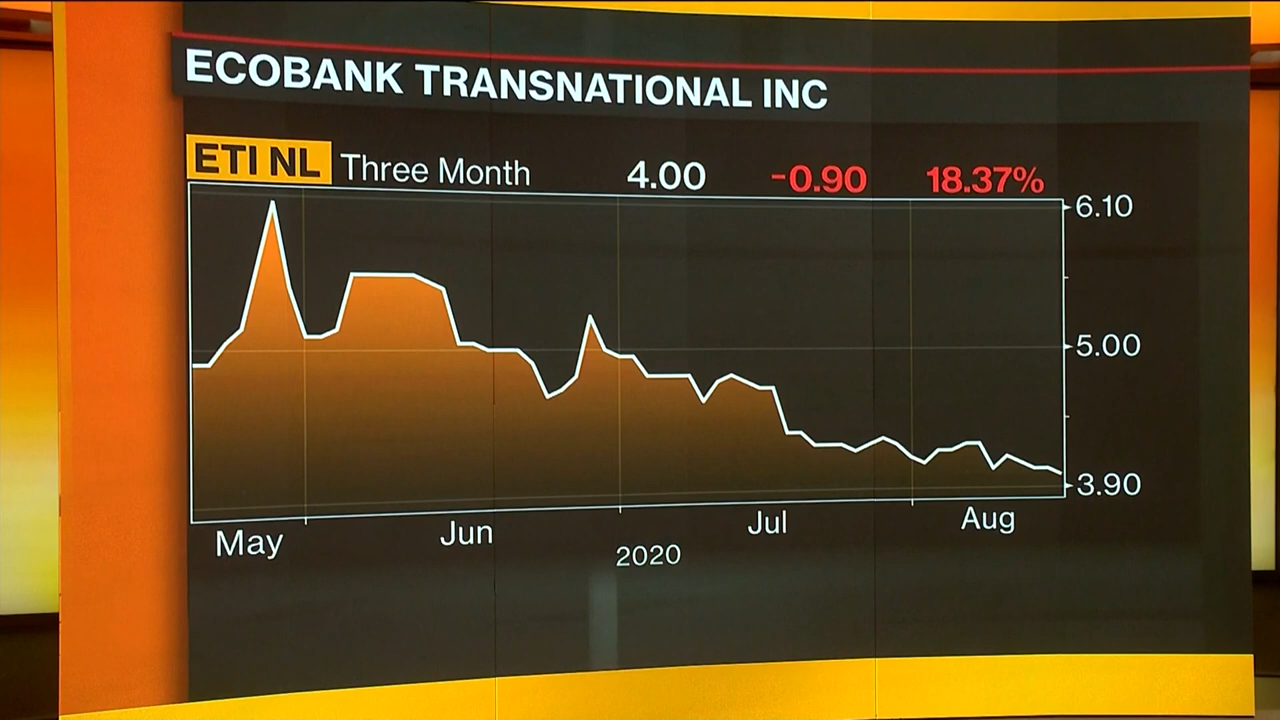 ECOBANK TRANSNATIONAL INC
ETI NL Three Month 4.00 -0.90 18.37%
6.10
5.00
3.90
May Jun Jul Aug
2020